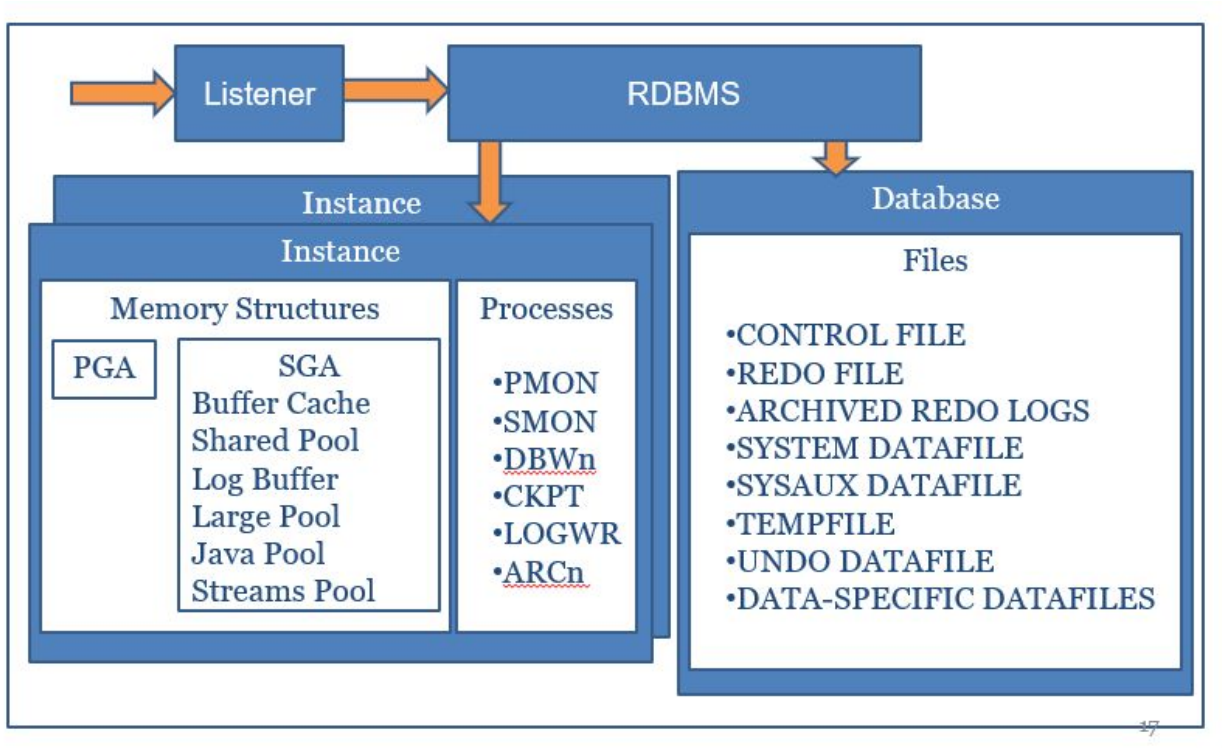 Listener
RDBMS
Instance
Instance
Memory Structures
PGA
SGA
Buffer Cache
Shared Pool
Log Buffer
Large Pool
Java Pool
Streams Pool
Processes
•PMON
•SMON
•DBWn
•CKPT
•LOGWR
•ARCn
Database
Files
•CONTROL FILE
•REDO FILE
•ARCHIVED REDO LOGS
•SYSTEM DATAFILE
•SYSAUX DATAFILE
•TEMPFILE
•UNDO DATAFILE
•DATA-SPECIFIC DATAFILES
17